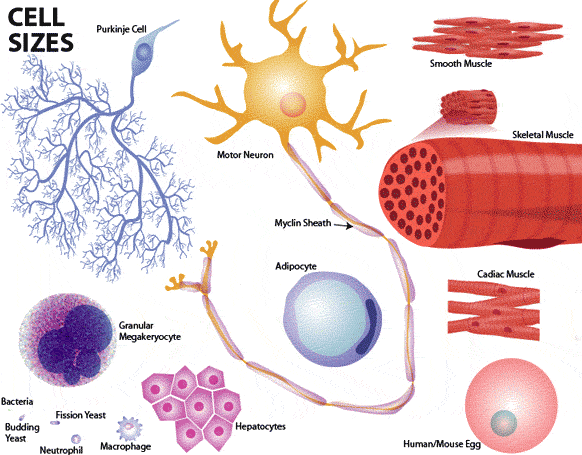 CELL
SIZES
Purkinje Cell
Smooth Muscle
Skeletal Muscle
Motor Neuron
Myclin Sheath
Adipocyte
Cadiac Muscle
Granular
Megakeryocyte
Bacteria
Fission Yeast
Budding
Yeast
Neutrophil
Macrophage
Hepatocytes
Human/Mouse Egg